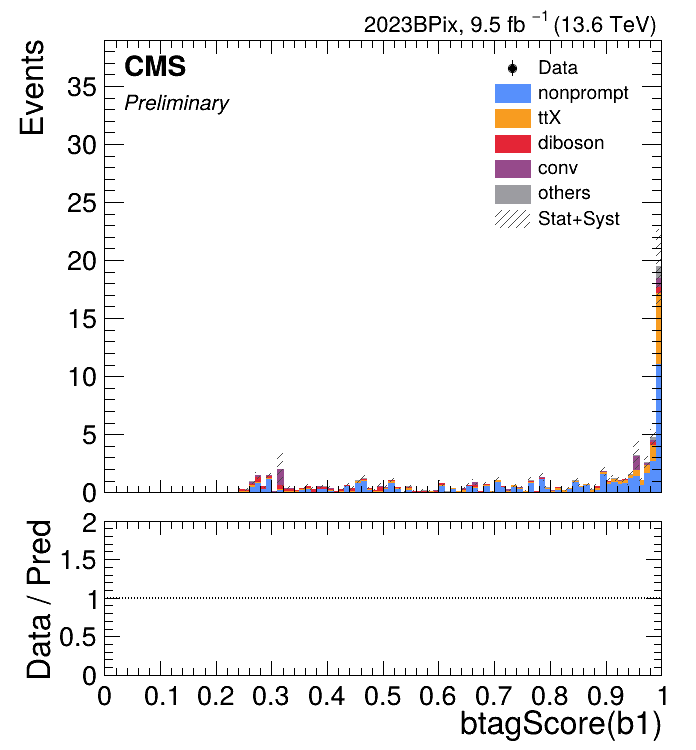 2023BPix, 9.5 fb⁻¹ (13.6 TeV)
CMS
Preliminary
Events
35
30
25
20
15
10
5
0
Data
nonprompt
ttX
diboson
conv
others
Stat+Syst
Data / Pred
2
1.5
1
0.5
0
0 0.1 0.2 0.3 0.4 0.5 0.6 0.7 0.8 0.9 1
btagScore(b1)